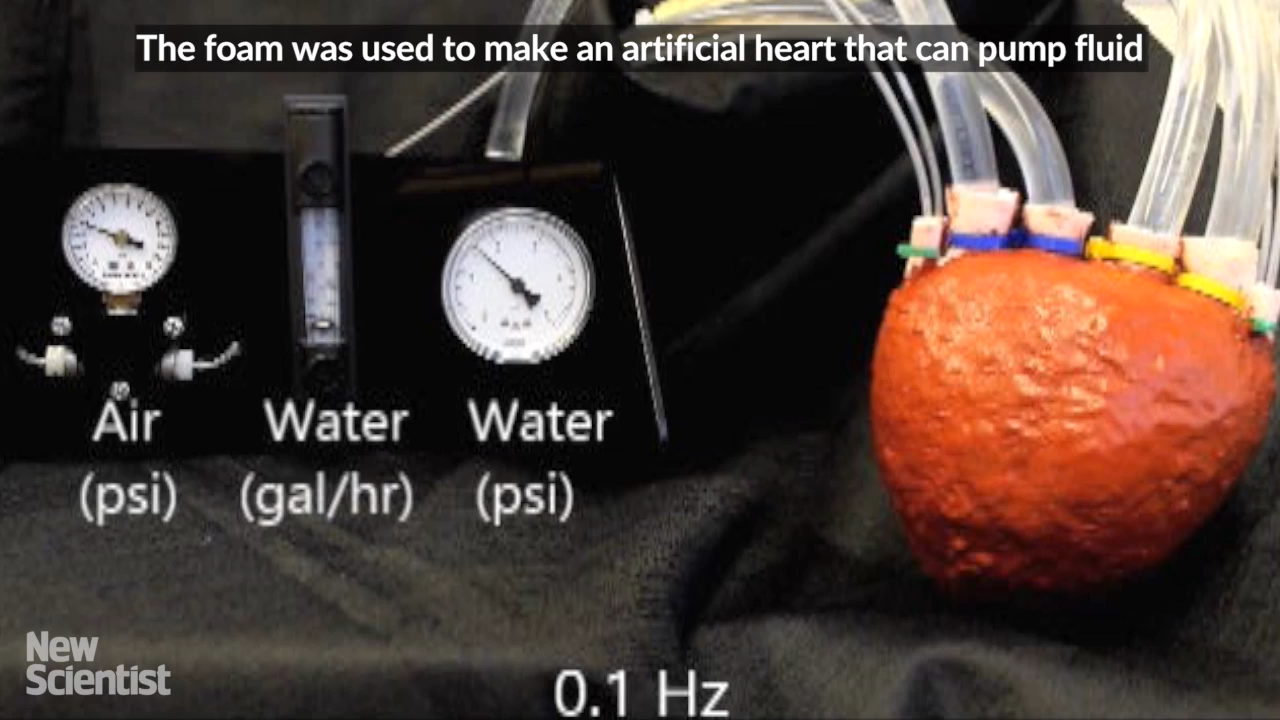 The foam was used to make an artificial heart that can pump fluid
Air
(psi)
Water
(gal/hr)
Water
(psi)
New
Scientist
0.1 Hz